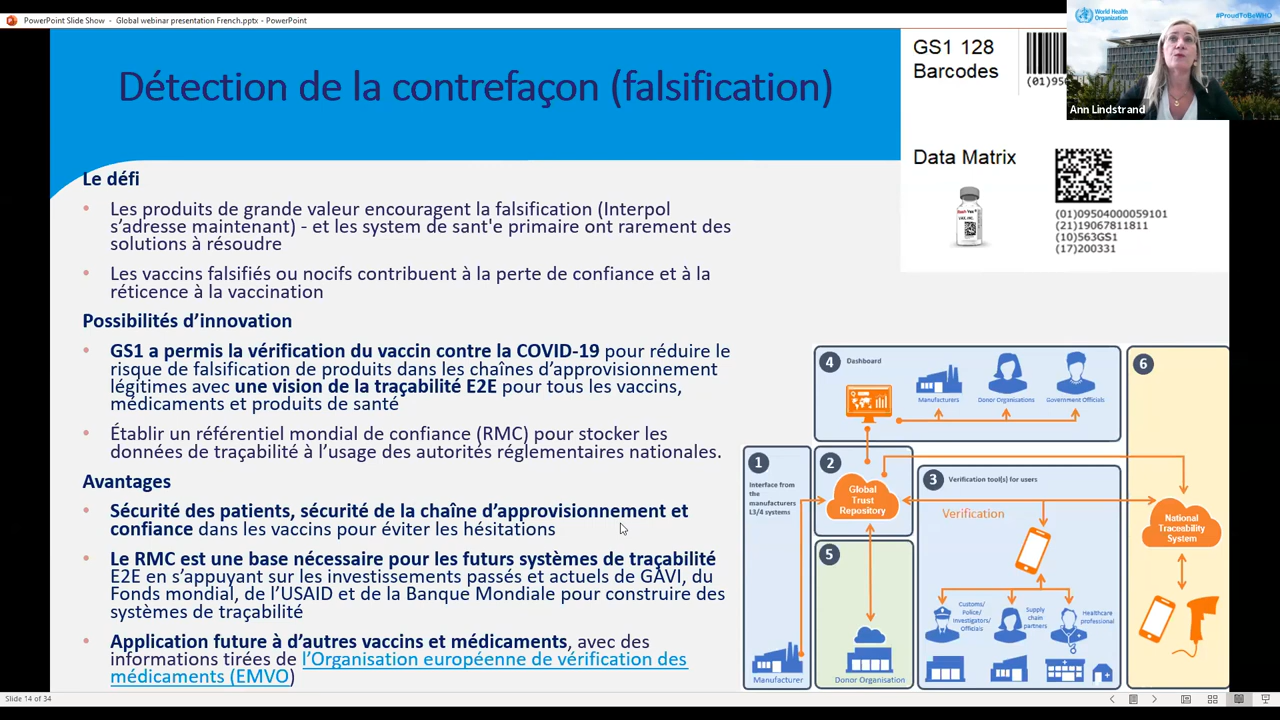 PowerPoint Slide Show - Global webinar presentation French.pptx - PowerPoint
World Health
Organization
#ProudToBeWHO
Ann Lindstrand
Détection de la contrefaçon (falsification)
GS1 128
Barcodes
Data Matrix
(01)09504000059101
(21)19067811811
(10)563GS1
(17)200331
Le défi
• Les produits de grande valeur encouragent la falsification (Interpol
s’adresse maintenant) - et les system de sant'e primaire ont rarement des
solutions à résoudre
• Les vaccins falsifiés ou nocifs contribuent à la perte de confiance et à la
réticence à la vaccination
Possibilités d’innovation
• GS1 a permis la vérification du vaccin contre la COVID-19 pour réduire le
risque de falsification de produits dans les chaînes d’approvisionnement
légitimes avec une vision de la traçabilité E2E pour tous les vaccins,
médicaments et produits de santé
• Établir un référentiel mondial de confiance (RMC) pour stocker les
données de traçabilité à l’usage des autorités réglementaires nationales.
Avantages
• Sécurité des patients, sécurité de la chaîne d’approvisionnement et
confiance dans les vaccins pour éviter les hésitations
• Le RMC est une base nécessaire pour les futurs systèmes de traçabilité
E2E en s’appuyant sur les investissements passés et actuels de GAVI, du
Fonds mondial, de l’USAID et de la Banque Mondiale pour construire des
systèmes de traçabilité
• Application future à d’autres vaccins et médicaments, avec des
informations tirées de l’Organisation européenne de vérification des
médicaments (EMVO)
1
Interface from
the
manufacturers
L3/4 systems
Manufacturer
2
Global
Trust
Repository
3
Verification tool(s) for users
Verification
Customs/
Police/
Investigators/
Officials
Supply
chain
partners
Healthcare
professional
4
Dashboard
Manufacturers
Donor Organisations
Government Officials
5
Donor Organisation
6
National
Traceability
System
Slide 14 of 34